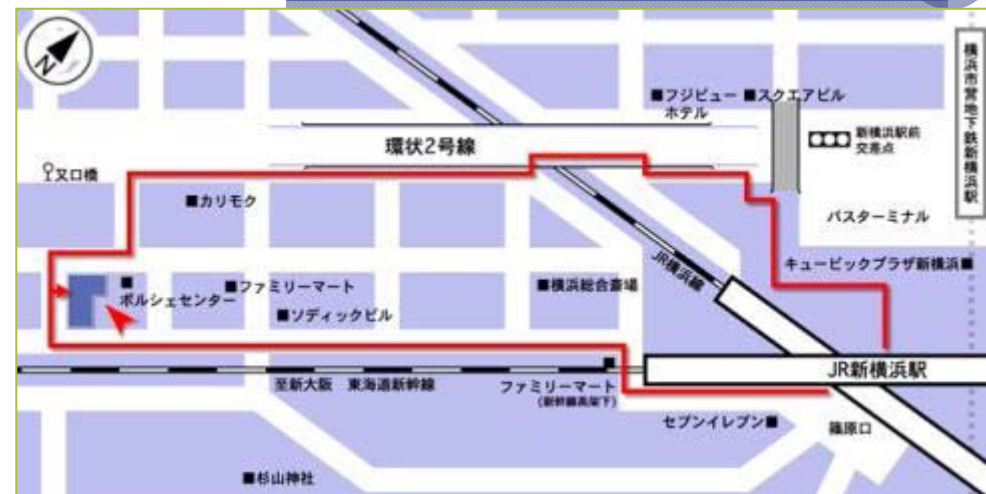 N
■フジビュー ■スクエアビル
ホテル
環状2号線
新横浜駅前
交差点
横浜市営地下鉄新横浜駅
又口橋
■カリモク
バスターミナル
JR横浜線
キュービックプラザ新横浜■
■
ポルシェセンター
■ファミリーマート
■横浜総合斎場
■ソディックビル
JR新横浜駅
至新大阪 東海道新幹線
ファミリーマート
(新幹線高架下)
セブンイレブン■
篠原口
■杉山神社